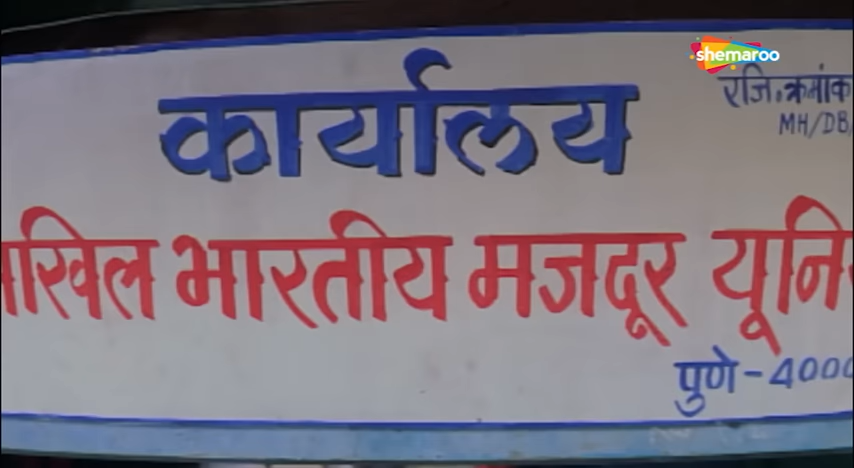 shemaroo
रजि.क्रमांक
MH/DB
कार्यालय
भारतीय मजदूर
पुणे-4000